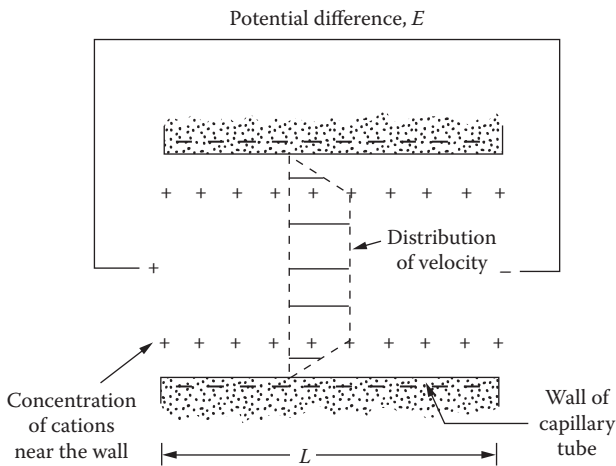 Potential difference, E
+ + + + + + + + + +
Distribution
of velocity
+
–
+ + + + + + + + + +
Concentration
of cations
near the wall
L
Wall of
capillary
tube